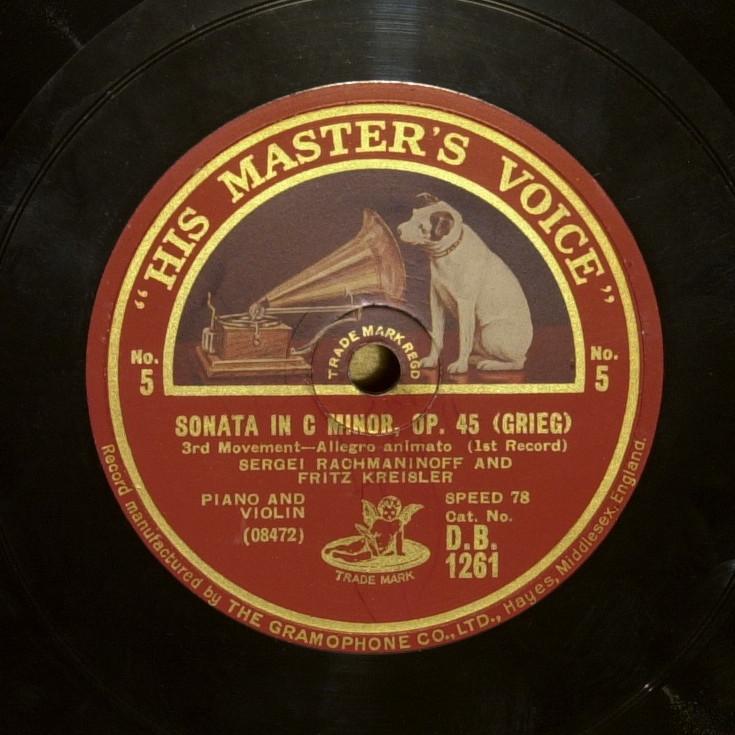 “HIS MASTER'S VOICE”
TRADE MARK REGD
No. 5
No. 5
SONATA IN C MINOR, OP. 45 (GRIEG)
3rd Movement—Allegro animato (1st Record)
SERGEI RACHMANINOFF AND
FRITZ KREISLER
PIANO AND
VIOLIN
(08472)
TRADE MARK
SPEED 78
Cat. No.
D.B.
1261
Record manufactured by THE GRAMOPHONE CO., LTD., Hayes, Middlesex, England.